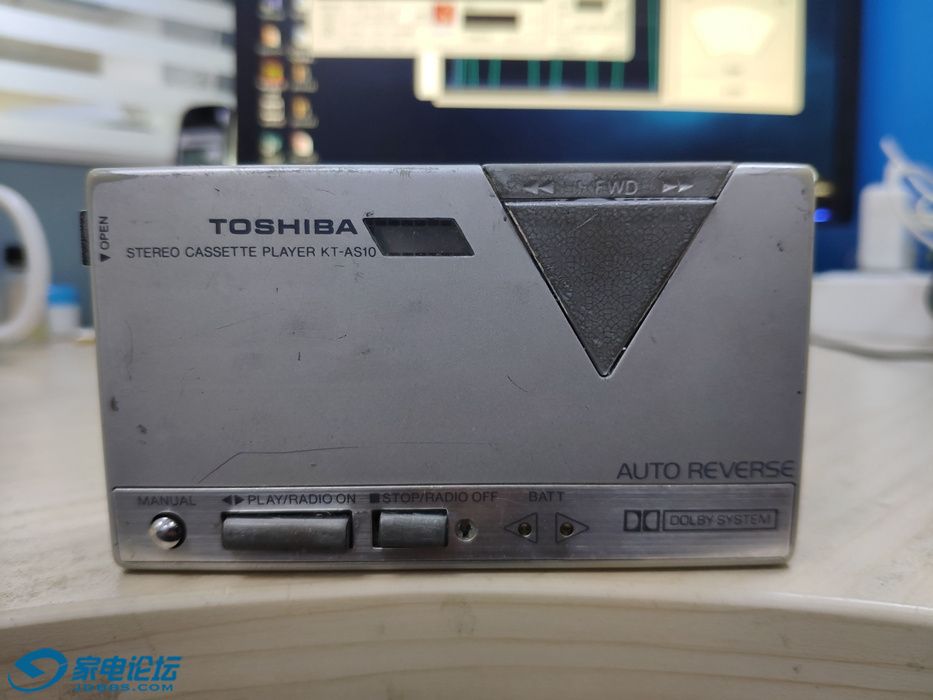 ◀◀ FWD ▶▶
▼ OPEN
TOSHIBA
STEREO CASSETTE PLAYER KT-AS10
AUTO REVERSE
MANUAL ◀▶ PLAY/RADIO ON ■ STOP/RADIO OFF BATT
DOLBY SYSTEM
家电论坛
JDBBS.COM